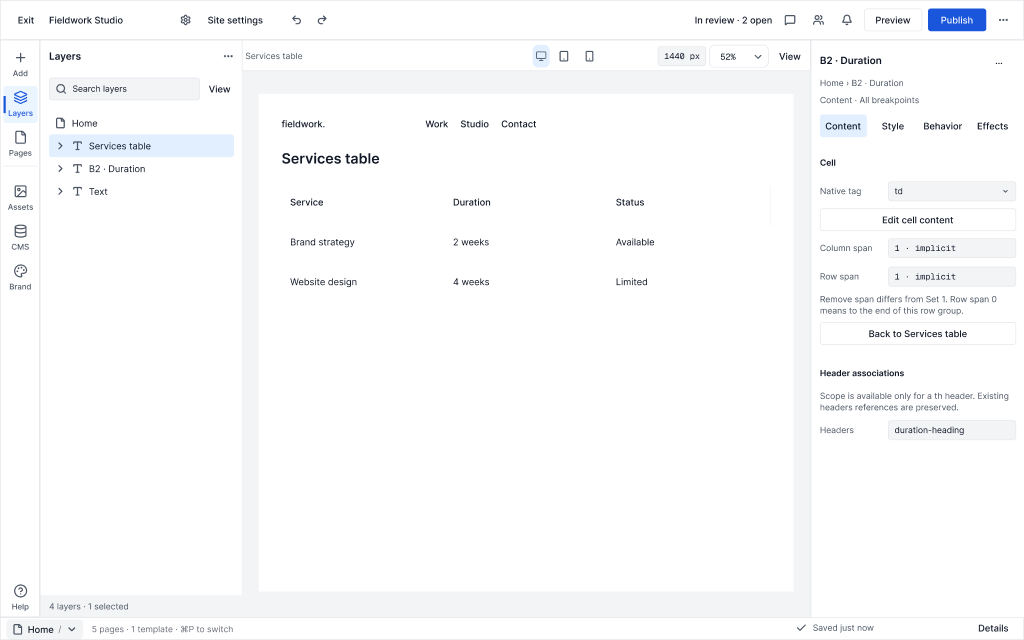 Exit
Fieldwork Studio
Site settings
In review · 2 open
Preview
Publish
Add
Layers
Pages
Assets
CMS
Brand
Help
Layers
Search layers
View
Home
Services table
B2 · Duration
Text
4 layers · 1 selected
Services table
1440 px
52%
View
fieldwork.
Work
Studio
Contact
Services table
Service
Duration
Status
Brand strategy
2 weeks
Available
Website design
4 weeks
Limited
B2 · Duration
Home › B2 · Duration
Content · All breakpoints
Content
Style
Behavior
Effects
Cell
Native tag
td
Edit cell content
Column span
1 · implicit
Row span
1 · implicit
Remove span differs from Set 1. Row span 0
means to the end of this row group.
Back to Services table
Header associations
Scope is available only for a th header. Existing
headers references are preserved.
Headers
duration-heading
Home /
5 pages · 1 template · ⌘P to switch
Saved just now
Details